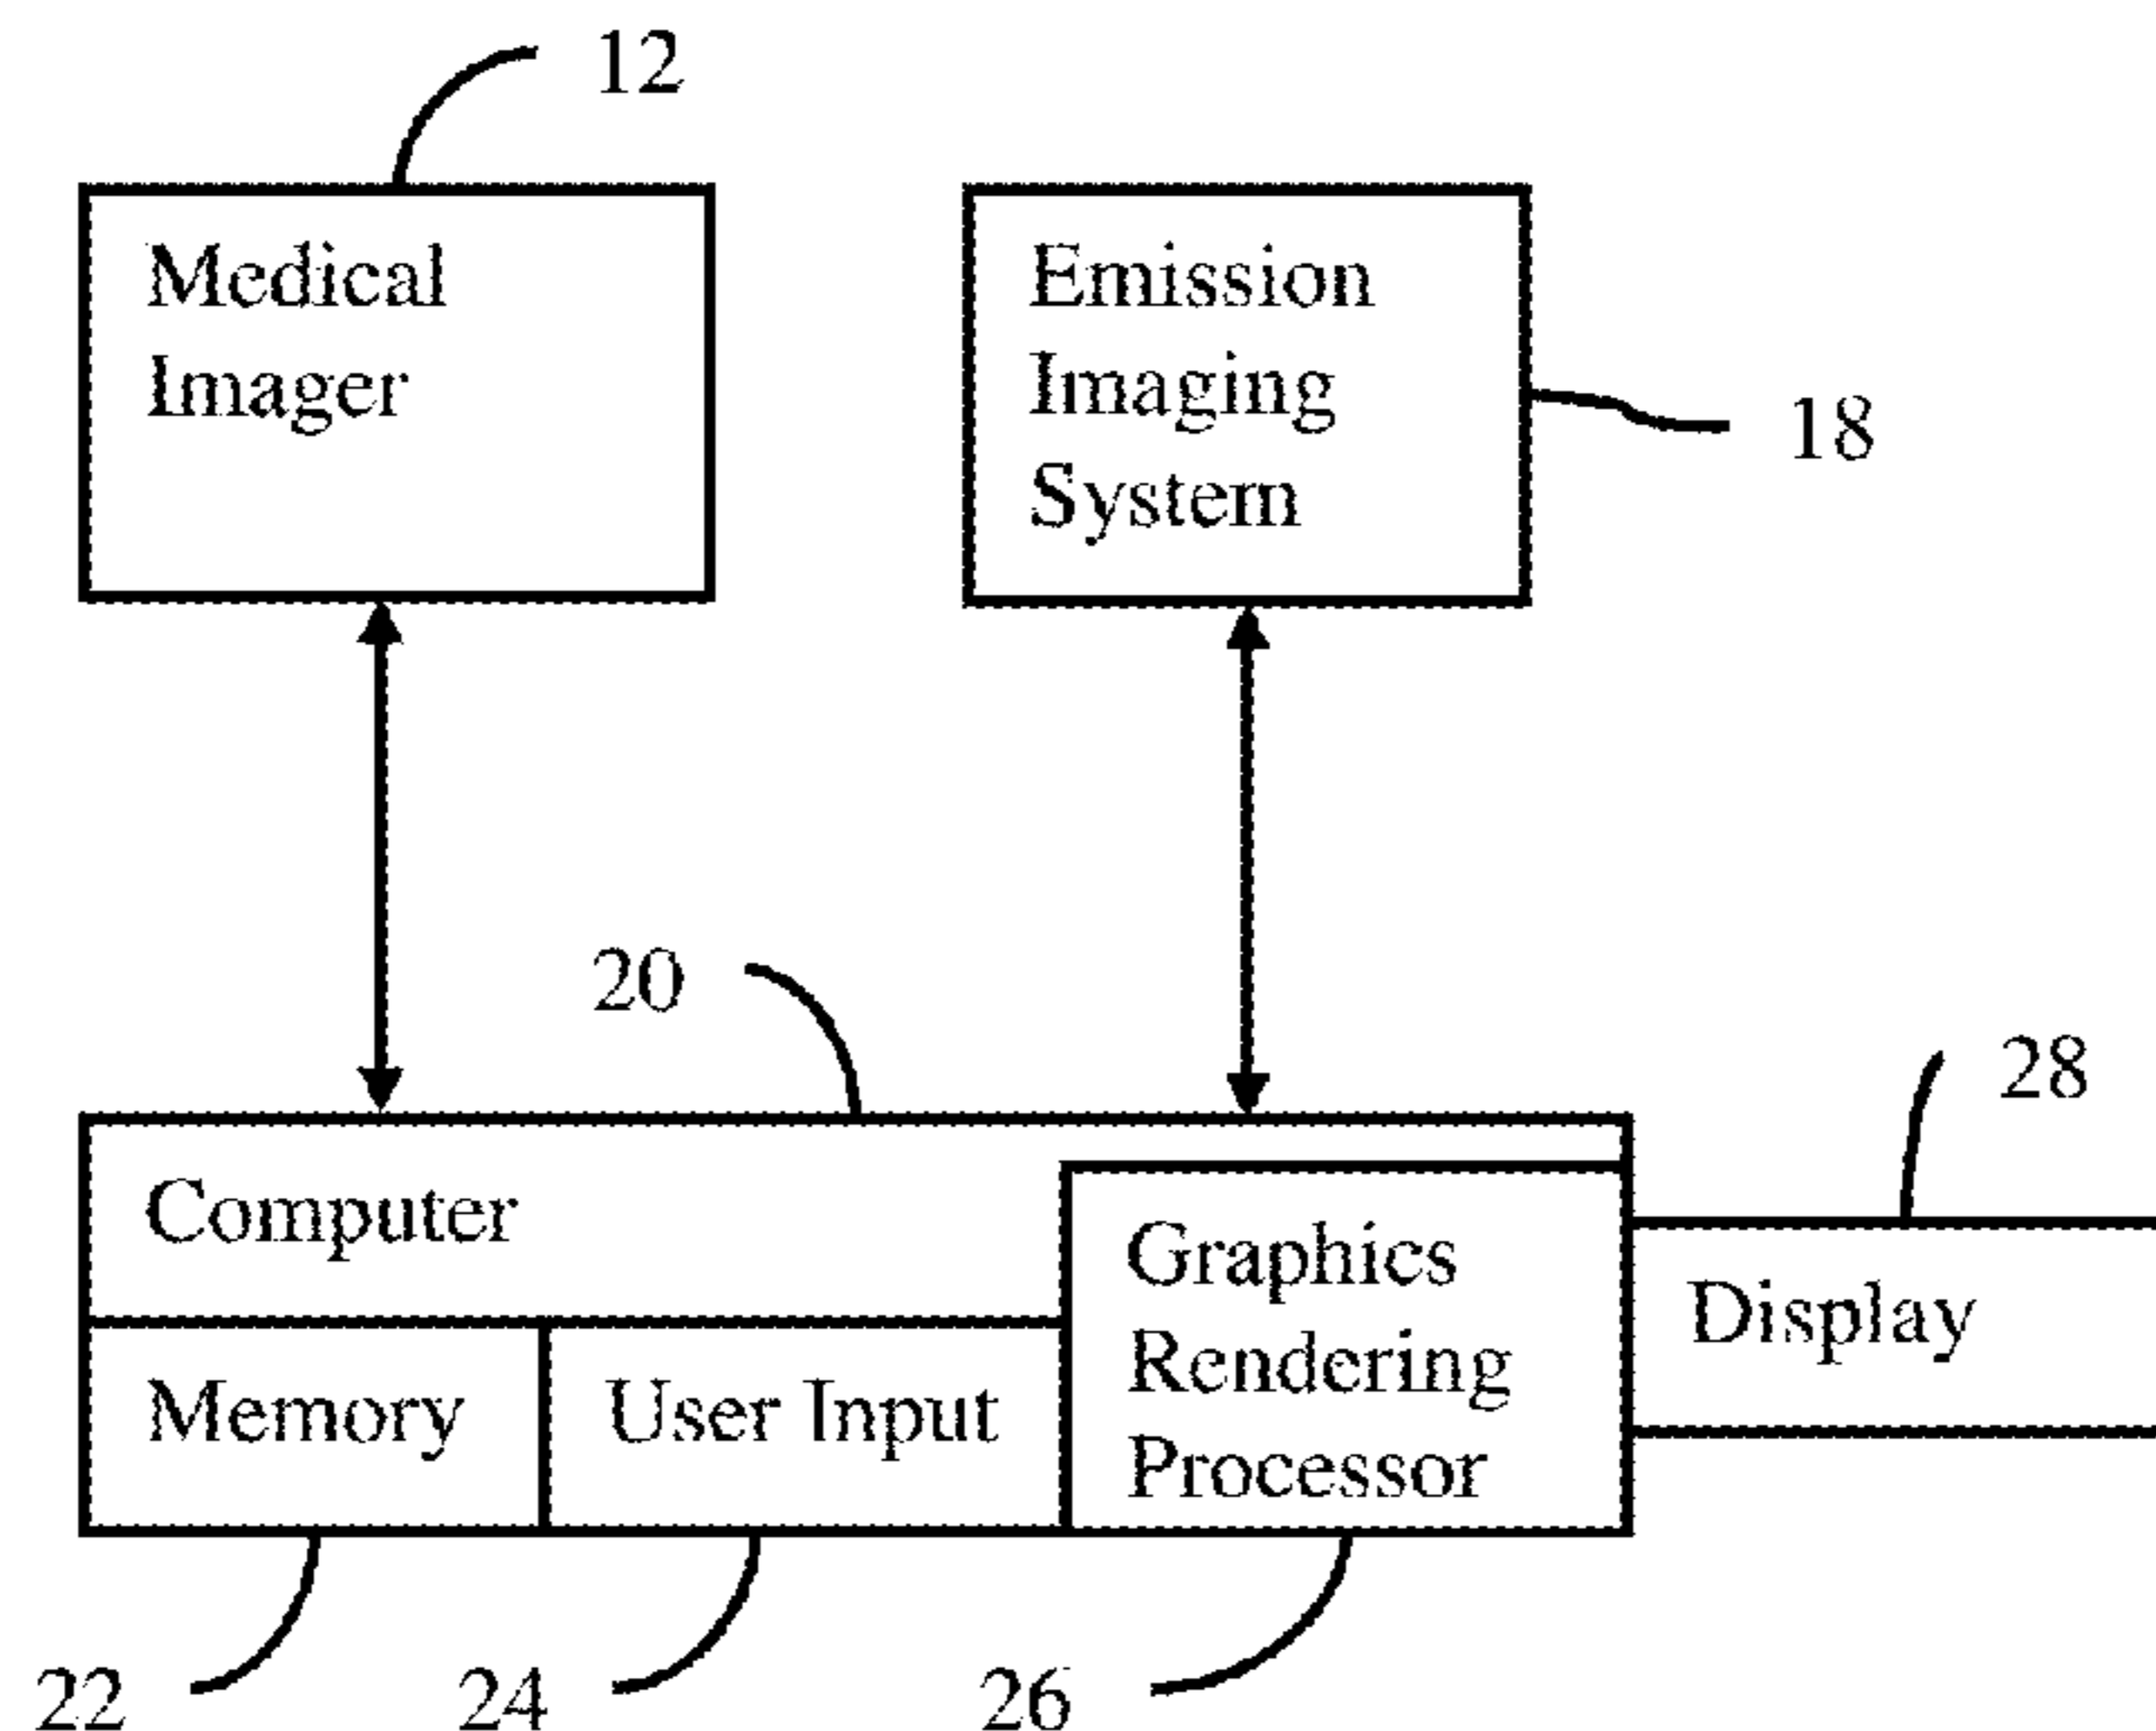 12
Medical
Imager
Emission
Imaging
System
18
20
28
Computer
Graphics
Rendering
Processor
Display
Memory
User Input
22
24
26